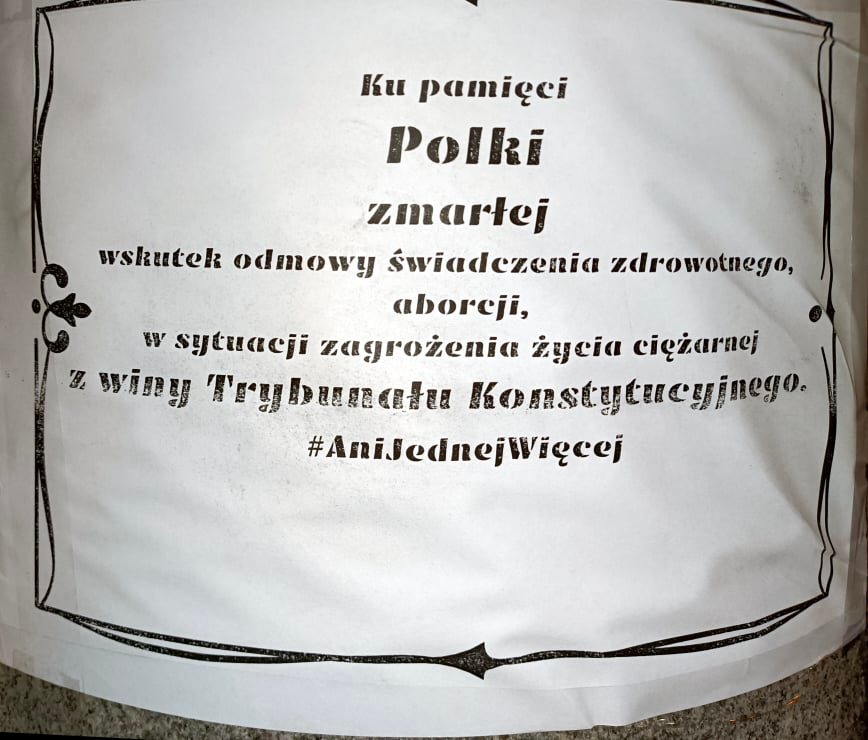 Ku pamięci
Polki
zmarłej
wskutek odmowy świadczenia zdrowotnego,
aborcji,
w sytuacji zagrożenia życia ciężarnej
z winy Trybunału Konstytucyjnego.
#AniJednejWięcej